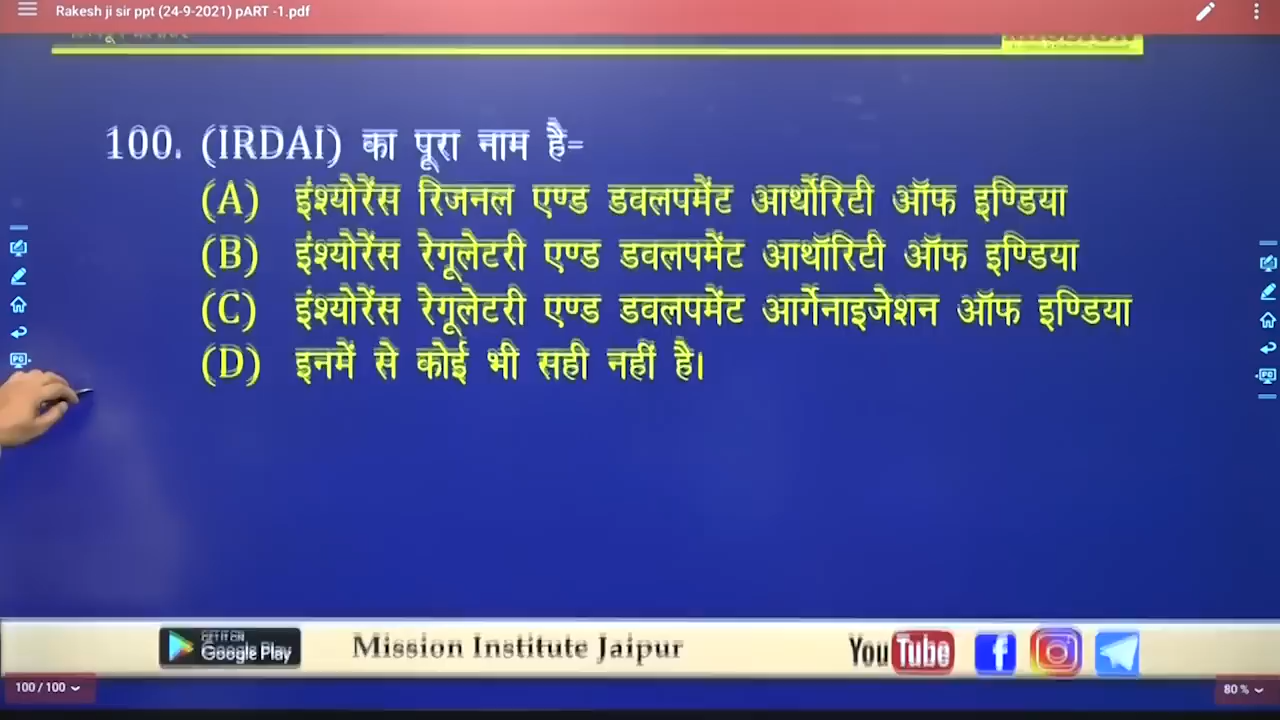 Rakesh ji sir ppt (24-9-2021) pART -1.pdf
100. (IRDAI) का पूरा नाम है-
(A) इंश्योरेंस रिजनल एण्ड डवलपमेंट आर्थोरिटी ऑफ इण्डिया
(B) इंश्योरेंस रेगूलेटरी एण्ड डवलपमेंट आथॉरिटी ऑफ इण्डिया
(C) इंश्योरेंस रेगूलेटरी एण्ड डवलपमेंट आर्गेनाइजेशन ऑफ इण्डिया
(D) इनमें से कोई भी सही नहीं है।
GET IT ON
Google Play
Mission Institute Jaipur
YouTube
100 / 100
80 %